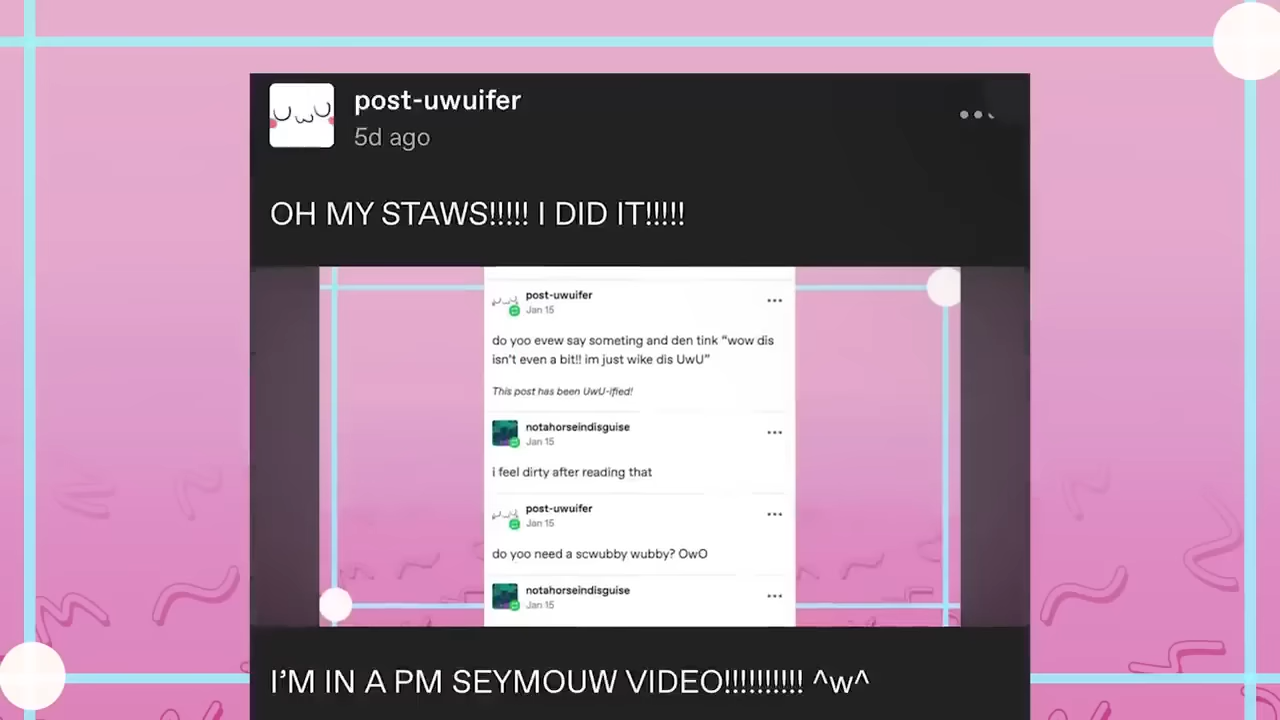 post-uwuifer
5d ago
OH MY STAWS!!!!! I DID IT!!!!!
post-uwuifer
Jan 15
do yoo evew say someting and den tink “wow dis
isn't even a bit!! im just wike dis UwU”
This post has been UwU-ified!
notahorseindisguise
Jan 15
i feel dirty after reading that
post-uwuifer
Jan 15
do yoo need a scwubby wubby? OwO
notahorseindisguise
Jan 15
I’M IN A PM SEYMOUW VIDEO!!!!!!!!!! ^w^